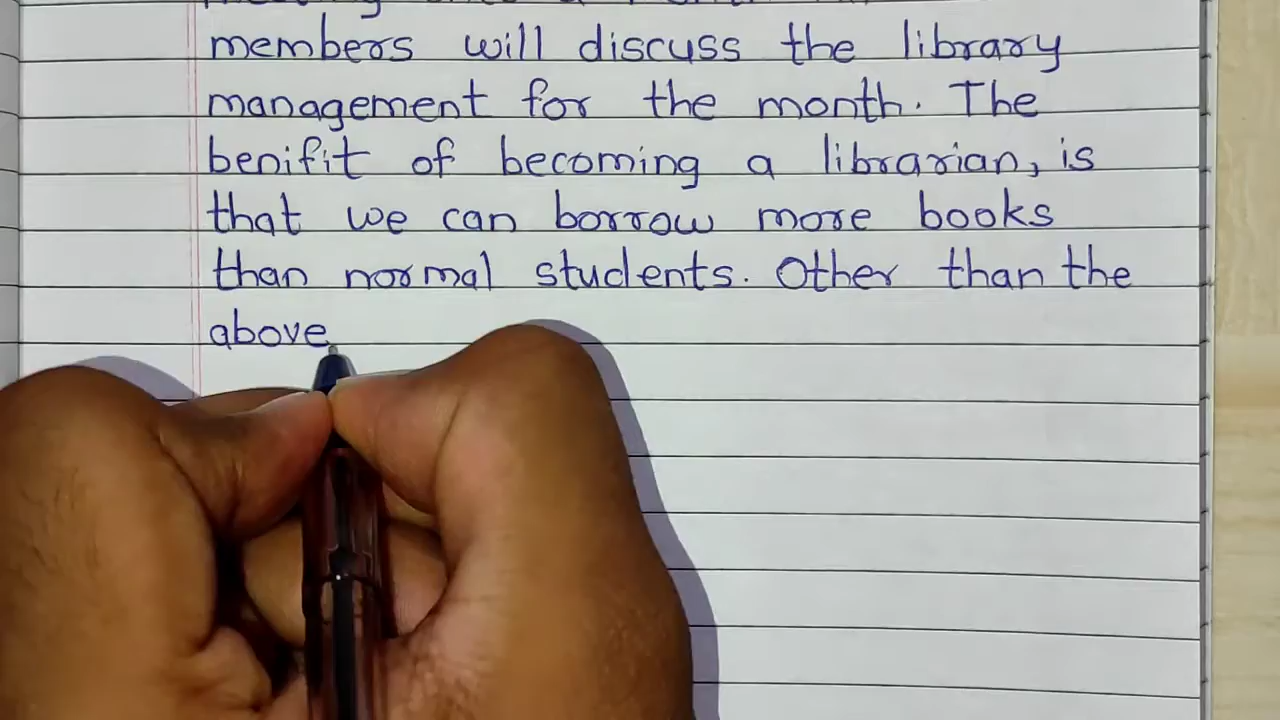 members will discuss the library
management for the month. The
benifit of becoming a librarian, is
that we can borrow more books
than normal students. Other than the
above